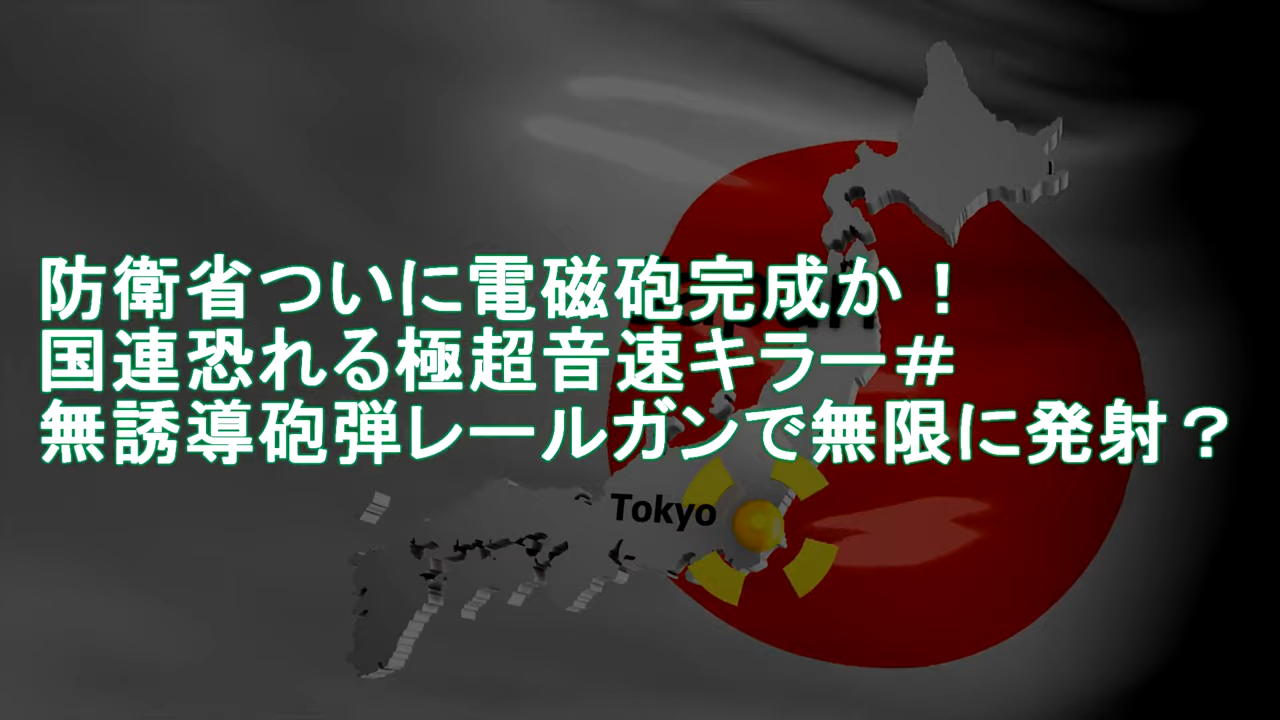 防衛省ついに電磁砲完成か！
国連恐れる極超音速キラー＃
無誘導砲弾レールガンで無限に発射？
Tokyo